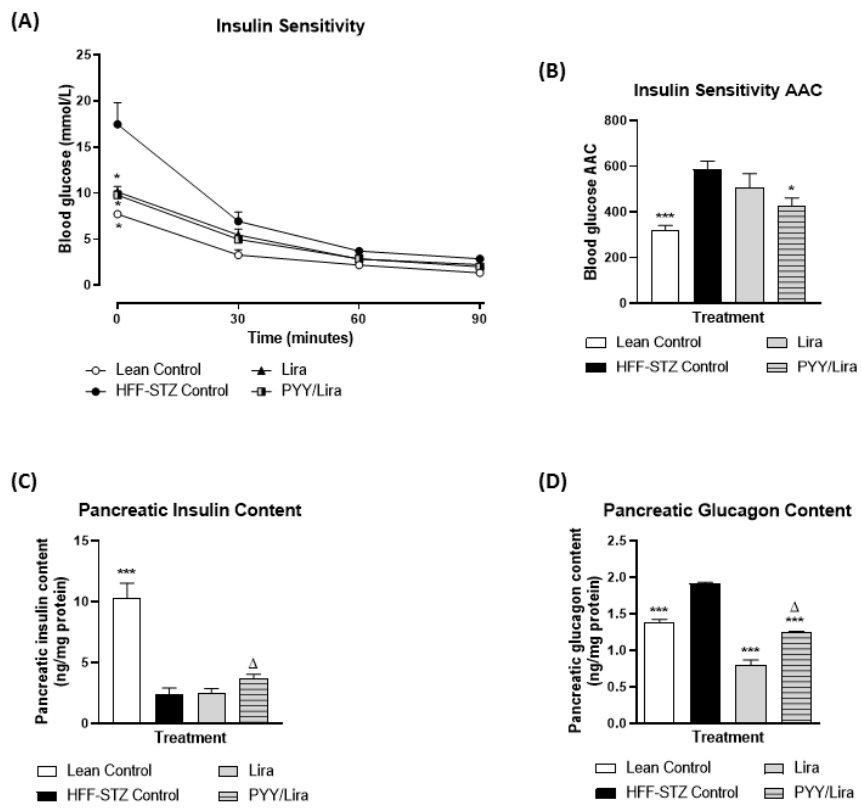 (A)
Insulin Sensitivity
Blood glucose (mmol/L)
25
20
15
10
5
0
*
*
*
0 30 60 90
Time (minutes)
Lean Control Lira
HFF-STZ Control PYY/Lira
(B)
Insulin Sensitivity AAC
Blood glucose AAC
800
600
400
200
0
***
*
Treatment
Lean Control Lira
HFF-STZ Control PYY/Lira
(C)
Pancreatic Insulin Content
Pancreatic insulin content
(ng/mg protein)
15
10
5
0
***
Δ
Treatment
Lean Control Lira
HFF-STZ Control PYY/Lira
(D)
Pancreatic Glucagon Content
Pancreatic glucagon content
(ng/mg protein)
2.5
2.0
1.5
1.0
0.5
0.0
***
***
Δ
***
Treatment
Lean Control Lira
HFF-STZ Control PYY/Lira